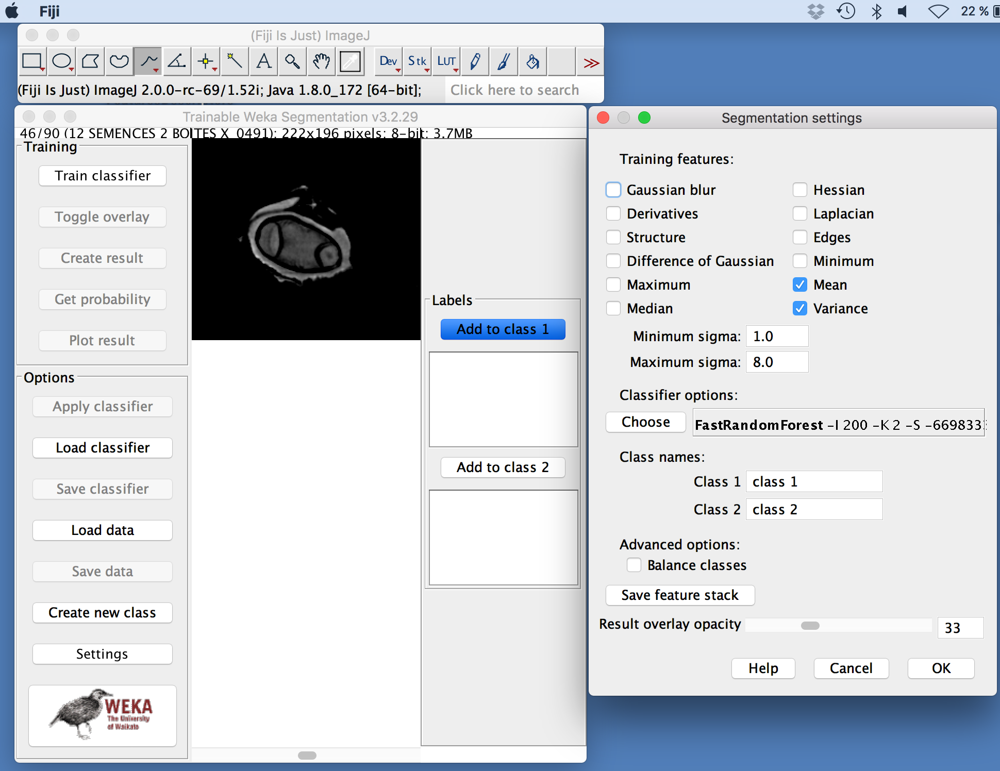 Fiji
22 %
(Fiji Is Just) ImageJ
Dev Stk LUT
(Fiji Is Just) ImageJ 2.0.0-rc-69/1.52i; Java 1.8.0_172 [64-bit];
Click here to search
Trainable Weka Segmentation v3.2.29
46/90 (12 SEMENCES 2 BOITES X_0491); 222x196 pixels; 8-bit; 3.7MB
Training
Train classifier
Toggle overlay
Create result
Get probability
Plot result
Options
Apply classifier
Load classifier
Save classifier
Load data
Save data
Create new class
Settings
WEKA
The University
of Waikato
Labels
Add to class 1
Add to class 2
Segmentation settings
Training features:
Gaussian blur Hessian
Derivatives Laplacian
Structure Edges
Difference of Gaussian Minimum
Maximum Mean
Median Variance
Minimum sigma: 1.0
Maximum sigma: 8.0
Classifier options:
Choose FastRandomForest -I 200 -K 2 -S -669833
Class names:
Class 1 class 1
Class 2 class 2
Advanced options:
Balance classes
Save feature stack
Result overlay opacity 33
Help Cancel OK